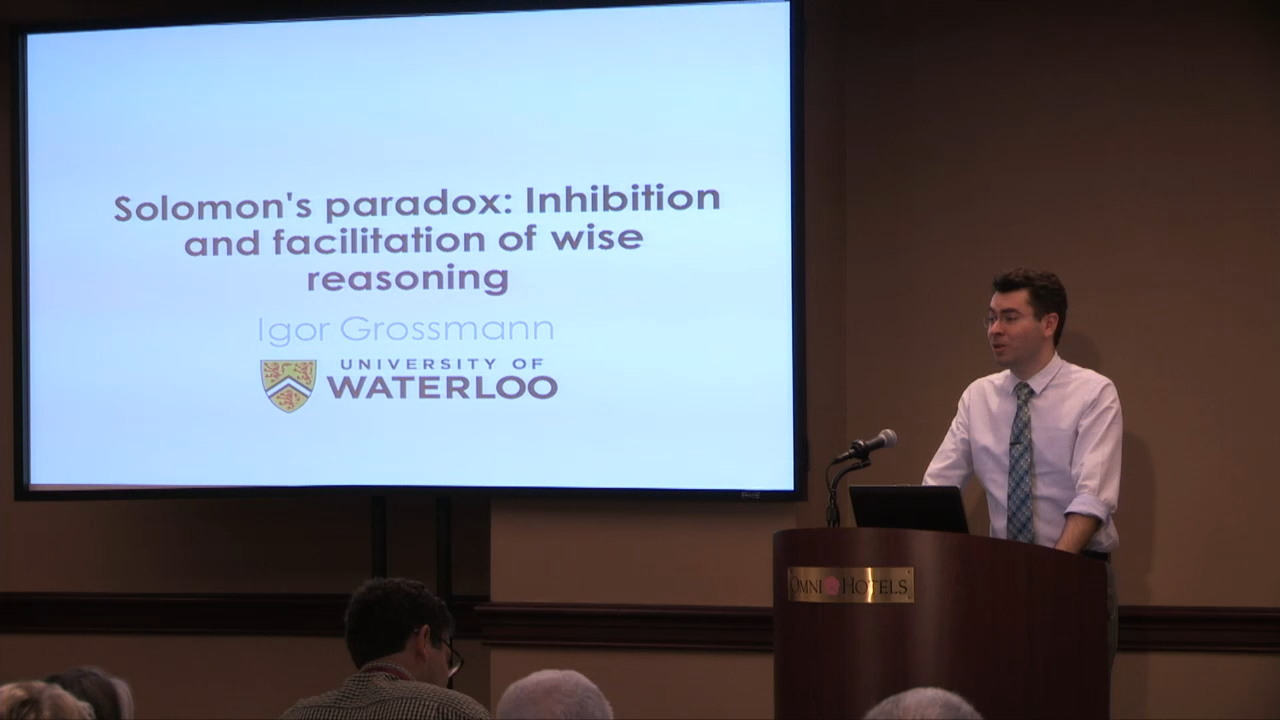 Solomon's paradox: Inhibition
and facilitation of wise
reasoning
Igor Grossmann
UNIVERSITY OF
WATERLOO
OMNI HOTELS